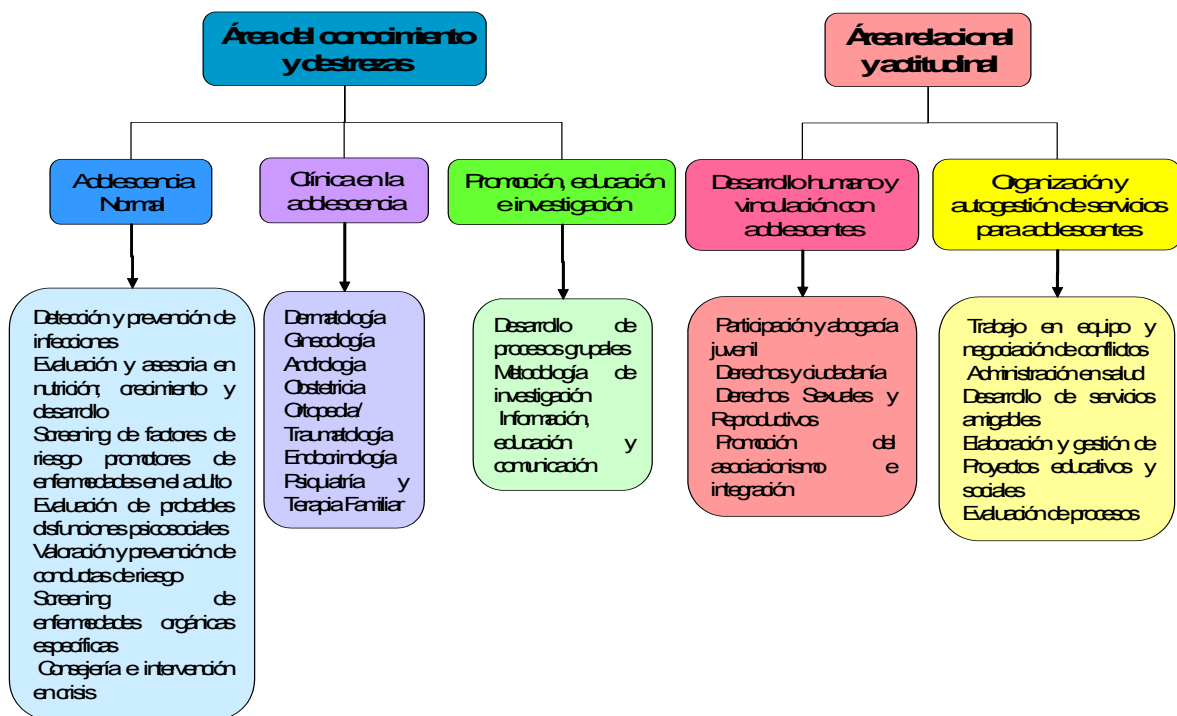 Área del conocimiento
y destrezas
Área relacional
y actitudinal
Adolescencia
Normal
Clínica en la
adolescencia
Promoción, educación
e investigación
Desarrollo humano y
vinculación con
adolescentes
Organización y
autogestión de servicios
para adolescentes
Detección y prevención de
infecciones
Evaluación y asesoria en
nutrición; crecimiento y
desarrollo
Screening de factores de
riesgo promotores de
enfermedades en el adulto
Evaluación de probables
disfunciones psicosociales
Valoración y prevención de
conductas de riesgo
Screening de
enfermedades orgánicas
específicas
Consejería e intervención
en crisis
Dermatología
Ginecología
Andrologia
Obstetricia
Ortopedia/
Traumatología
Endocrinología
Psiquiatría y
Terapia Familiar
Desarrollo de
procesos grupales
Metodología de
investigación
Información,
educación y
comunicación
Participación y abogacía
juvenil
Derechos y ciudadanía
Derechos Sexuales y
Reproductivos
Promoción del
asociacionismo e
integración
Trabajo en equipo y
negociación de conflictos
Administración en salud
Desarrollo de servicios
amigables
Elaboración y gestión de
Proyectos educativos y
sociales
Evaluación de procesos